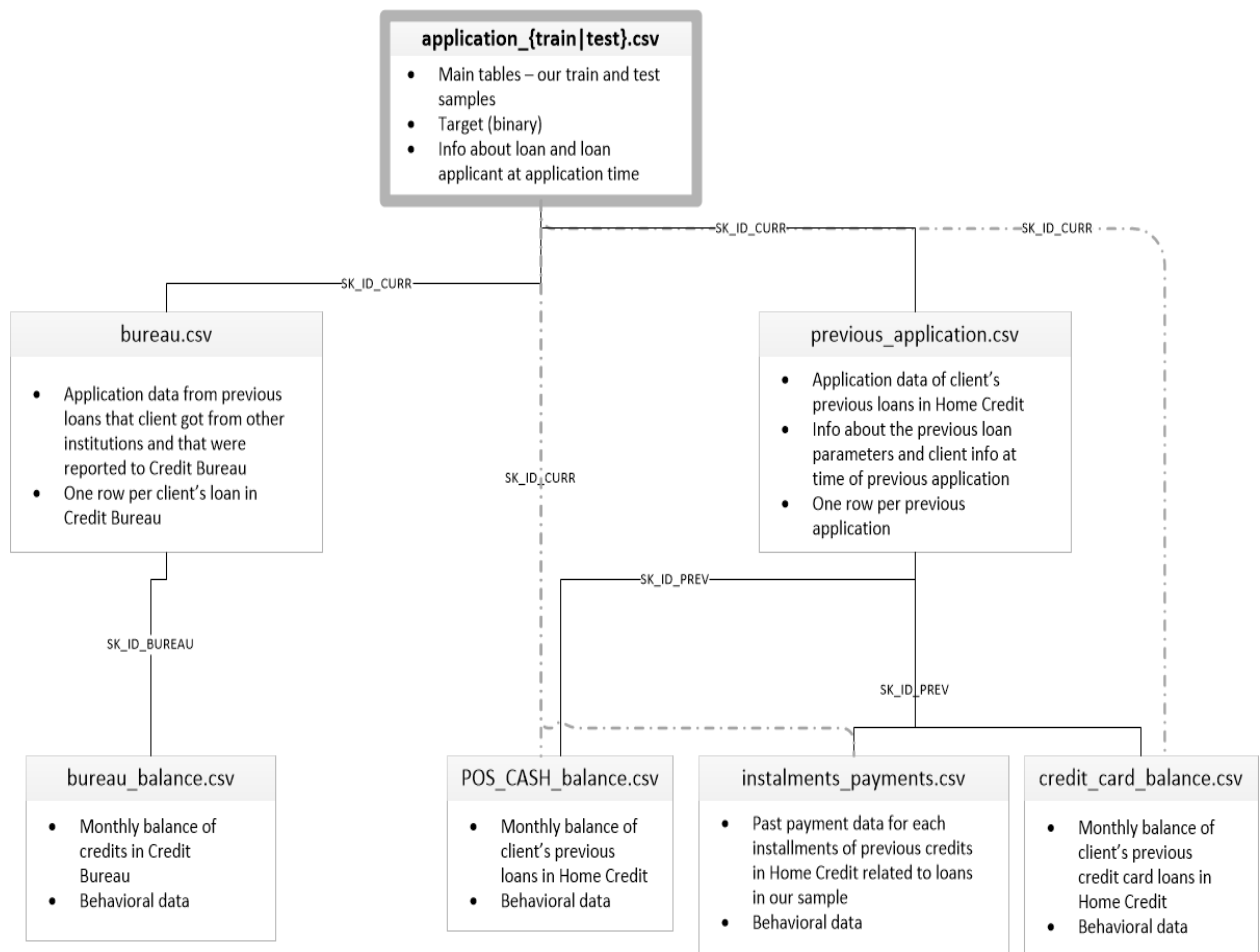 application_{train|test}.csv
• Main tables – our train and test
samples
• Target (binary)
• Info about loan and loan
applicant at application time
SK_ID_CURR
SK_ID_CURR
SK_ID_CURR
bureau.csv
• Application data from previous
loans that client got from other
institutions and that were
reported to Credit Bureau
• One row per client's loan in
Credit Bureau
previous_application.csv
• Application data of client's
previous loans in Home Credit
• Info about the previous loan
parameters and client info at
time of previous application
• One row per previous
application
SK_ID_CURR
SK_ID_PREV
SK_ID_BUREAU
SK_ID_PREV
bureau_balance.csv
• Monthly balance of
credits in Credit
Bureau
• Behavioral data
POS_CASH_balance.csv
• Monthly balance of
client's previous
loans in Home Credit
• Behavioral data
instalments_payments.csv
• Past payment data for each
installments of previous credits
in Home Credit related to loans
in our sample
• Behavioral data
credit_card_balance.csv
• Monthly balance of
client's previous
credit card loans in
Home Credit
• Behavioral data